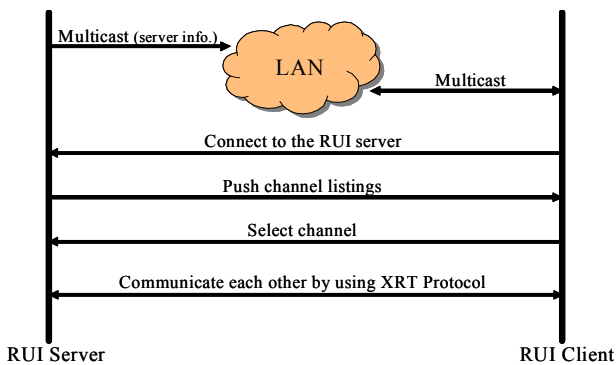 Multicast (server info.)
LAN
Multicast
Connect to the RUI server
Push channel listings
Select channel
Communicate each other by using XRT Protocol
RUI Server
RUI Client